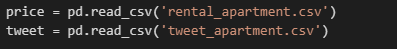 price = pd.read_csv('rental_apartment.csv')
tweet = pd.read_csv('tweet_apartment.csv')